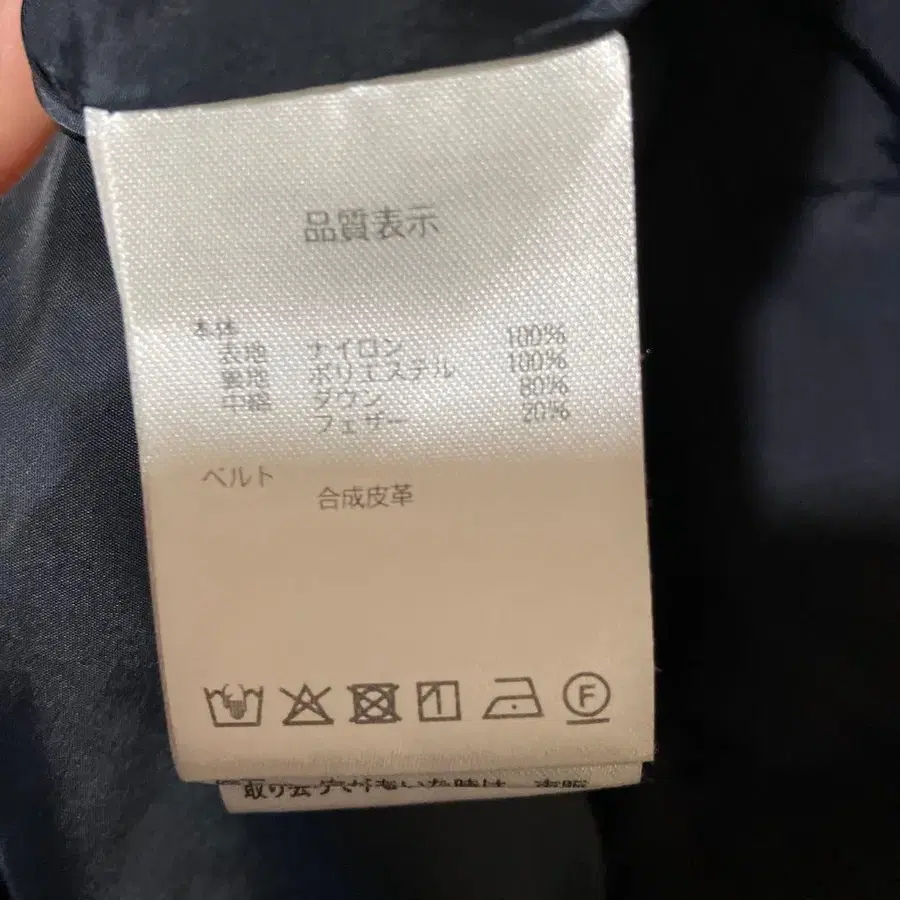 品質表示
本体
表地 ナイロン 100%
裏地 ポリエステル 100%
中綿 ダウン 80%
フェザー 20%
ベルト
合成皮革
F